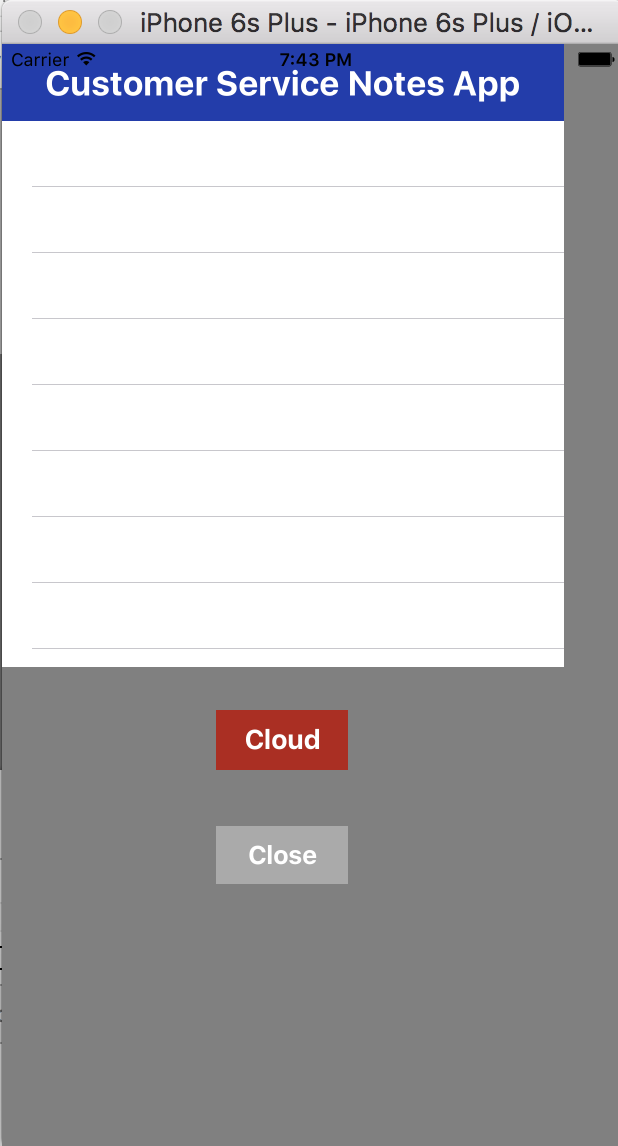 iPhone 6s Plus - iPhone 6s Plus / iO...
Carrier 7:43 PM
Customer Service Notes App
Cloud
Close